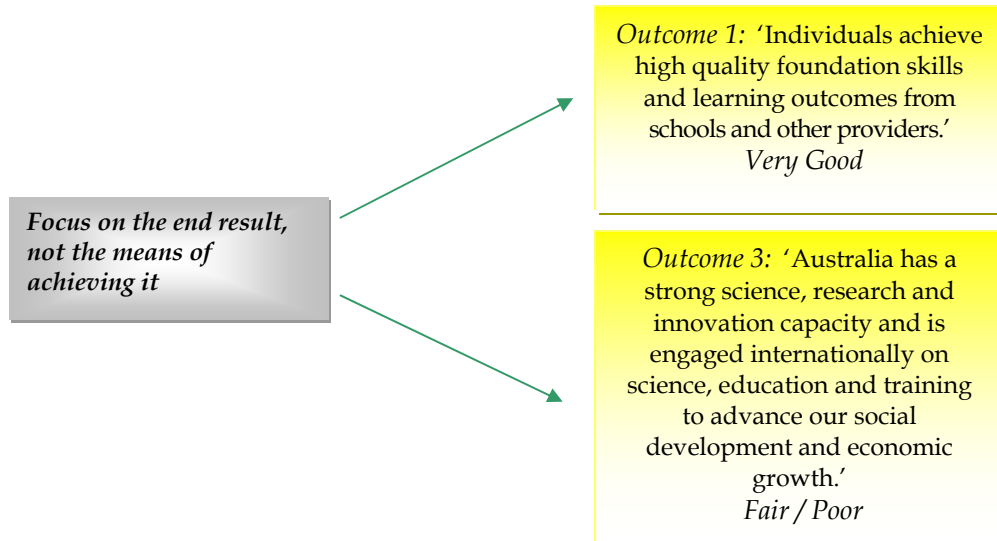 Focus on the end result,
not the means of
achieving it
Outcome 1: ‘Individuals achieve
high quality foundation skills
and learning outcomes from
schools and other providers.’
Very Good
Outcome 3: ‘Australia has a
strong science, research and
innovation capacity and is
engaged internationally on
science, education and training
to advance our social
development and economic
growth.’
Fair / Poor